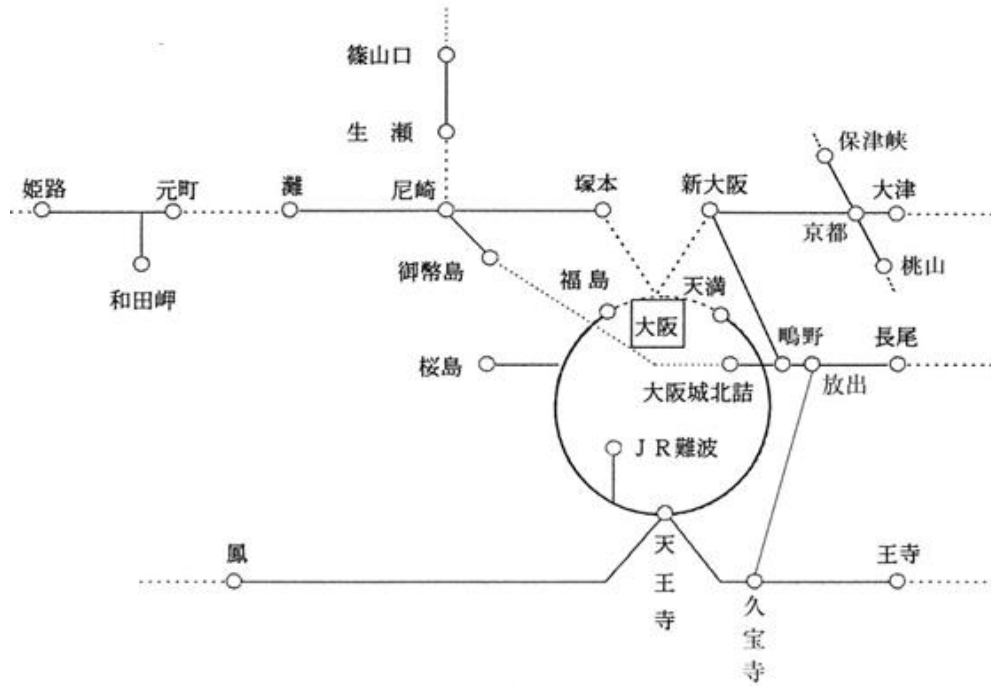 篠山口
生 瀬
保津峡
姫路
元町
灘
尼崎
塚本
新大阪
大津
京都
御幣島
桃山
和田岬
福島
天満
大阪
桜島
鴫野
長尾
大阪城北詰
放出
JR難波
鳳
天王寺
王寺
久宝寺